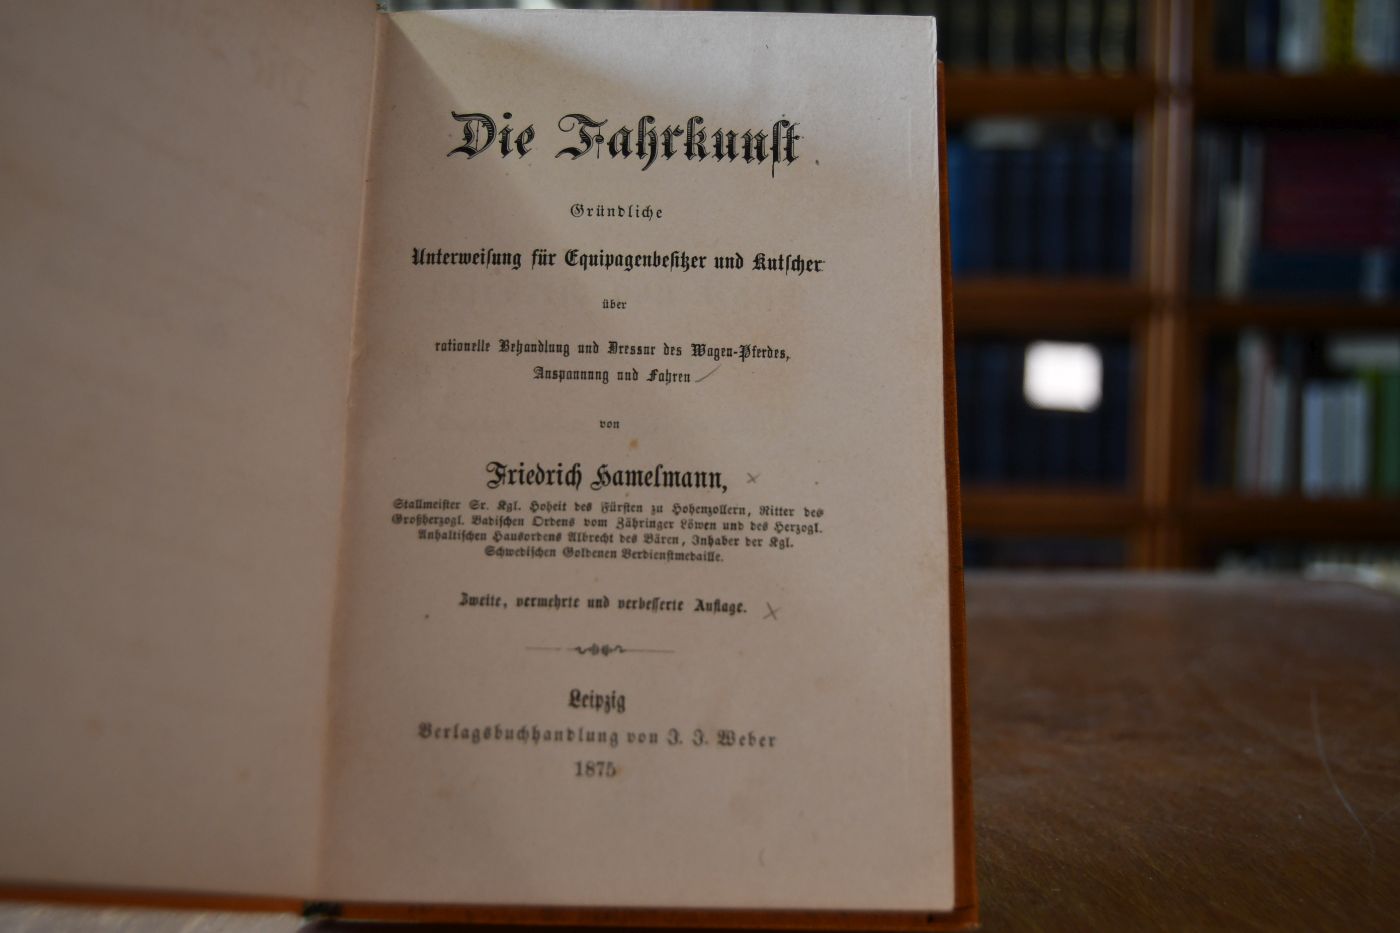 Die Fahrkunſt
Gründliche
Unterweiſung für Equipagenbeſitzer und Kutſcher
über
rationelle Behandlung und Dreſſur des Wagen-Pferdes,
Anspannung und Fahren
von
Friedrich Hamelmann,
Stallmeiſter Sr. Kgl. Hoheit des Fürſten zu Hohenzollern, Ritter des
Großherzogl. Badiſchen Ordens vom Zähringer Löwen und des Herzogl.
Anhaltiſchen Hausordens Albrecht des Bären, Inhaber der Kgl.
Schwediſchen Goldenen Verdienſtmedaille.
Zweite, vermehrte und verbeſſerte Auflage.
Leipzig
Verlagsbuchhandlung von J. J. Weber
1875